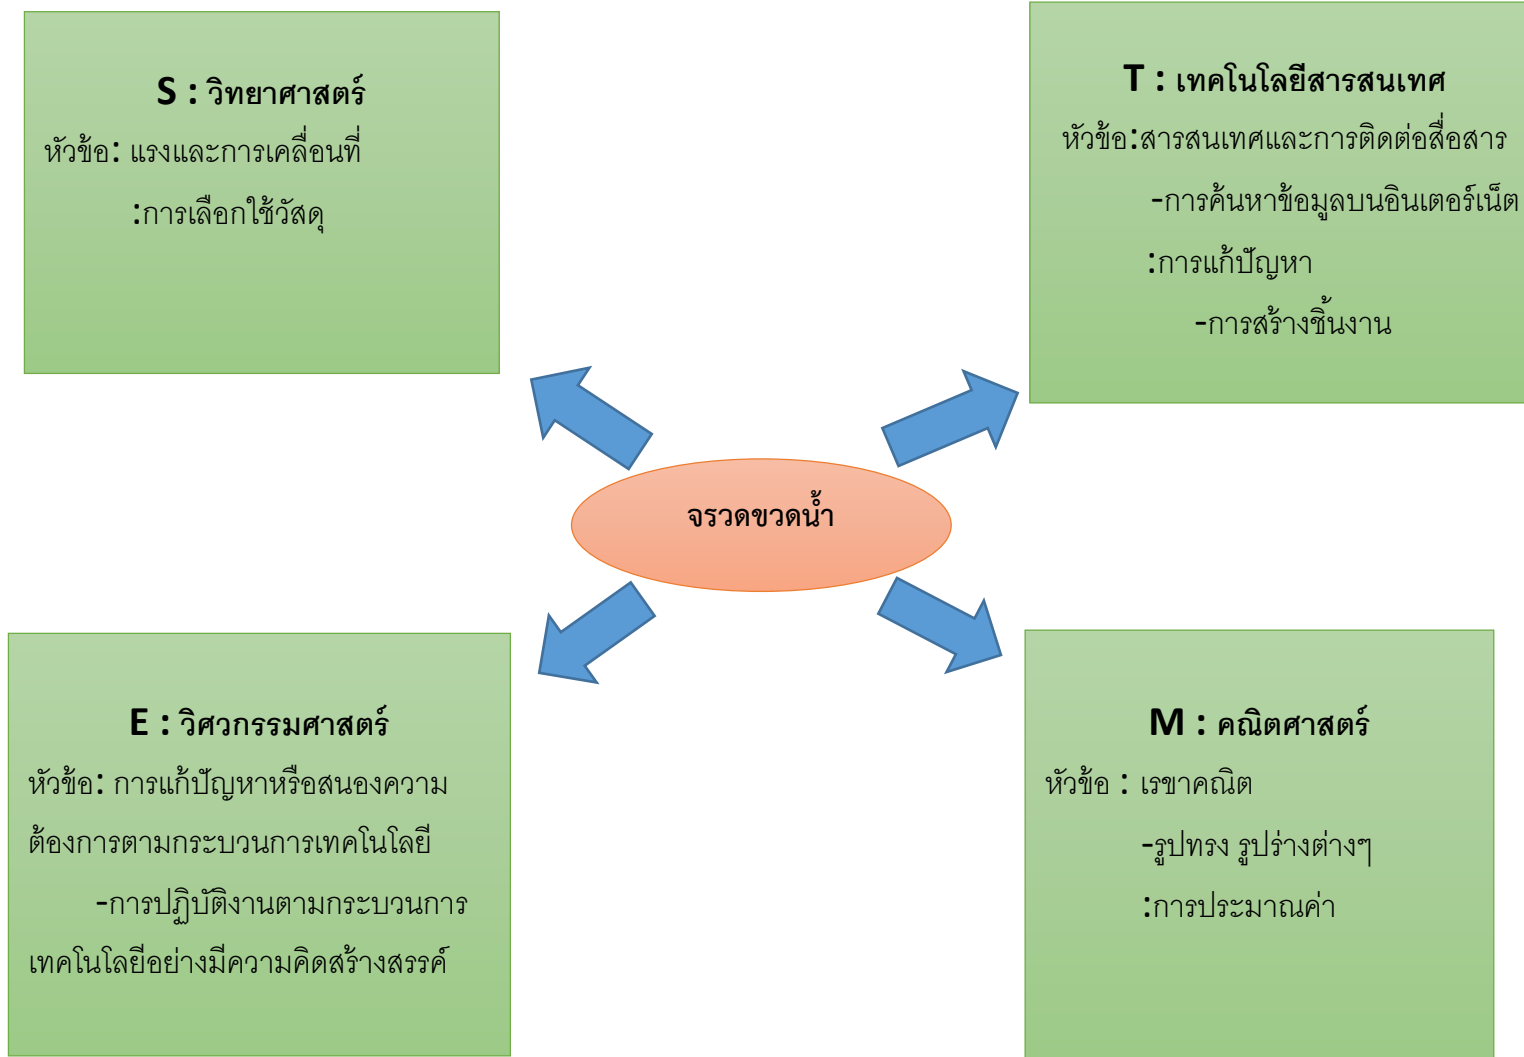 S : วิทยาศาสตร์
หัวข้อ: แรงและการเคลื่อนที่
:การเลือกใช้วัสดุ
T : เทคโนโลยีสารสนเทศ
หัวข้อ:สารสนเทศและการติดต่อสื่อสาร
-การค้นหาข้อมูลบนอินเตอร์เน็ต
:การแก้ปัญหา
-การสร้างชิ้นงาน
จรวดขวดน้ำ
E : วิศวกรรมศาสตร์
หัวข้อ: การแก้ปัญหาหรือสนองความ
ต้องการตามกระบวนการเทคโนโลยี
-การปฏิบัติงานตามกระบวนการ
เทคโนโลยีอย่างมีความคิดสร้างสรรค์
M : คณิตศาสตร์
หัวข้อ : เรขาคณิต
-รูปทรง รูปร่างต่างๆ
:การประมาณค่า